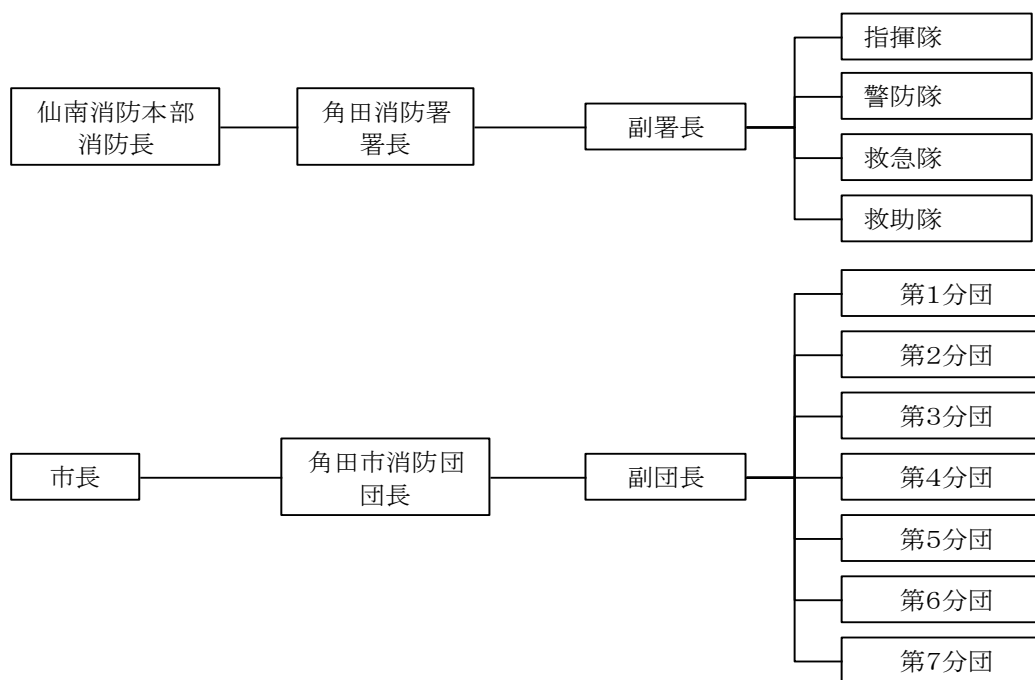 仙南消防本部
消防長
角田消防署
署長
副署長
指揮隊
警防隊
救急隊
救助隊
市長
角田市消防団
団長
副団長
第1分団
第2分団
第3分団
第4分団
第5分団
第6分団
第7分団